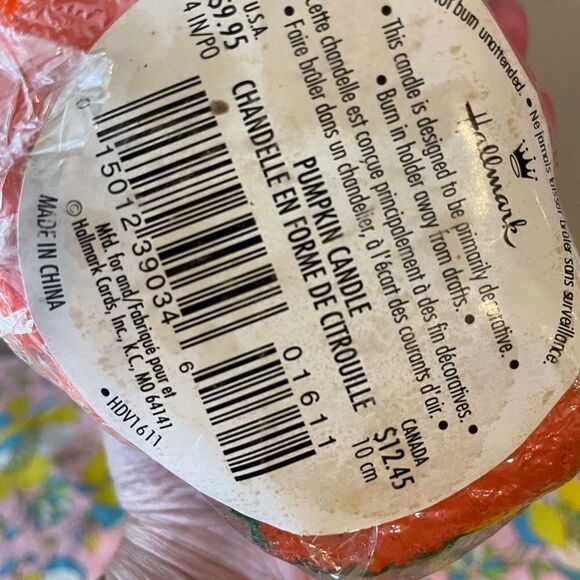 not burn unattended. • Ne jamais laisser brûler sans surveillance.
Hallmark
• This candle is designed to be primarily decorative. •
• Burn in holder away from drafts. •
Cette chandelle est conçue principalement à des fin décoratives. •
• Faire brûler dans un chandelier, à l'écart des courants d'air •
U.S.A.
$9.95
4 IN/PO
PUMPKIN CANDLE
CHANDELLE EN FORME DE CITROUILLE
CANADA
$12.45
10 cm
0 15012 39034 6
01611
Mfd. for and/Fabriqué pour et
© Hallmark Cards, Inc., K.C., MO 64141
MADE IN CHINA
• HDV1611